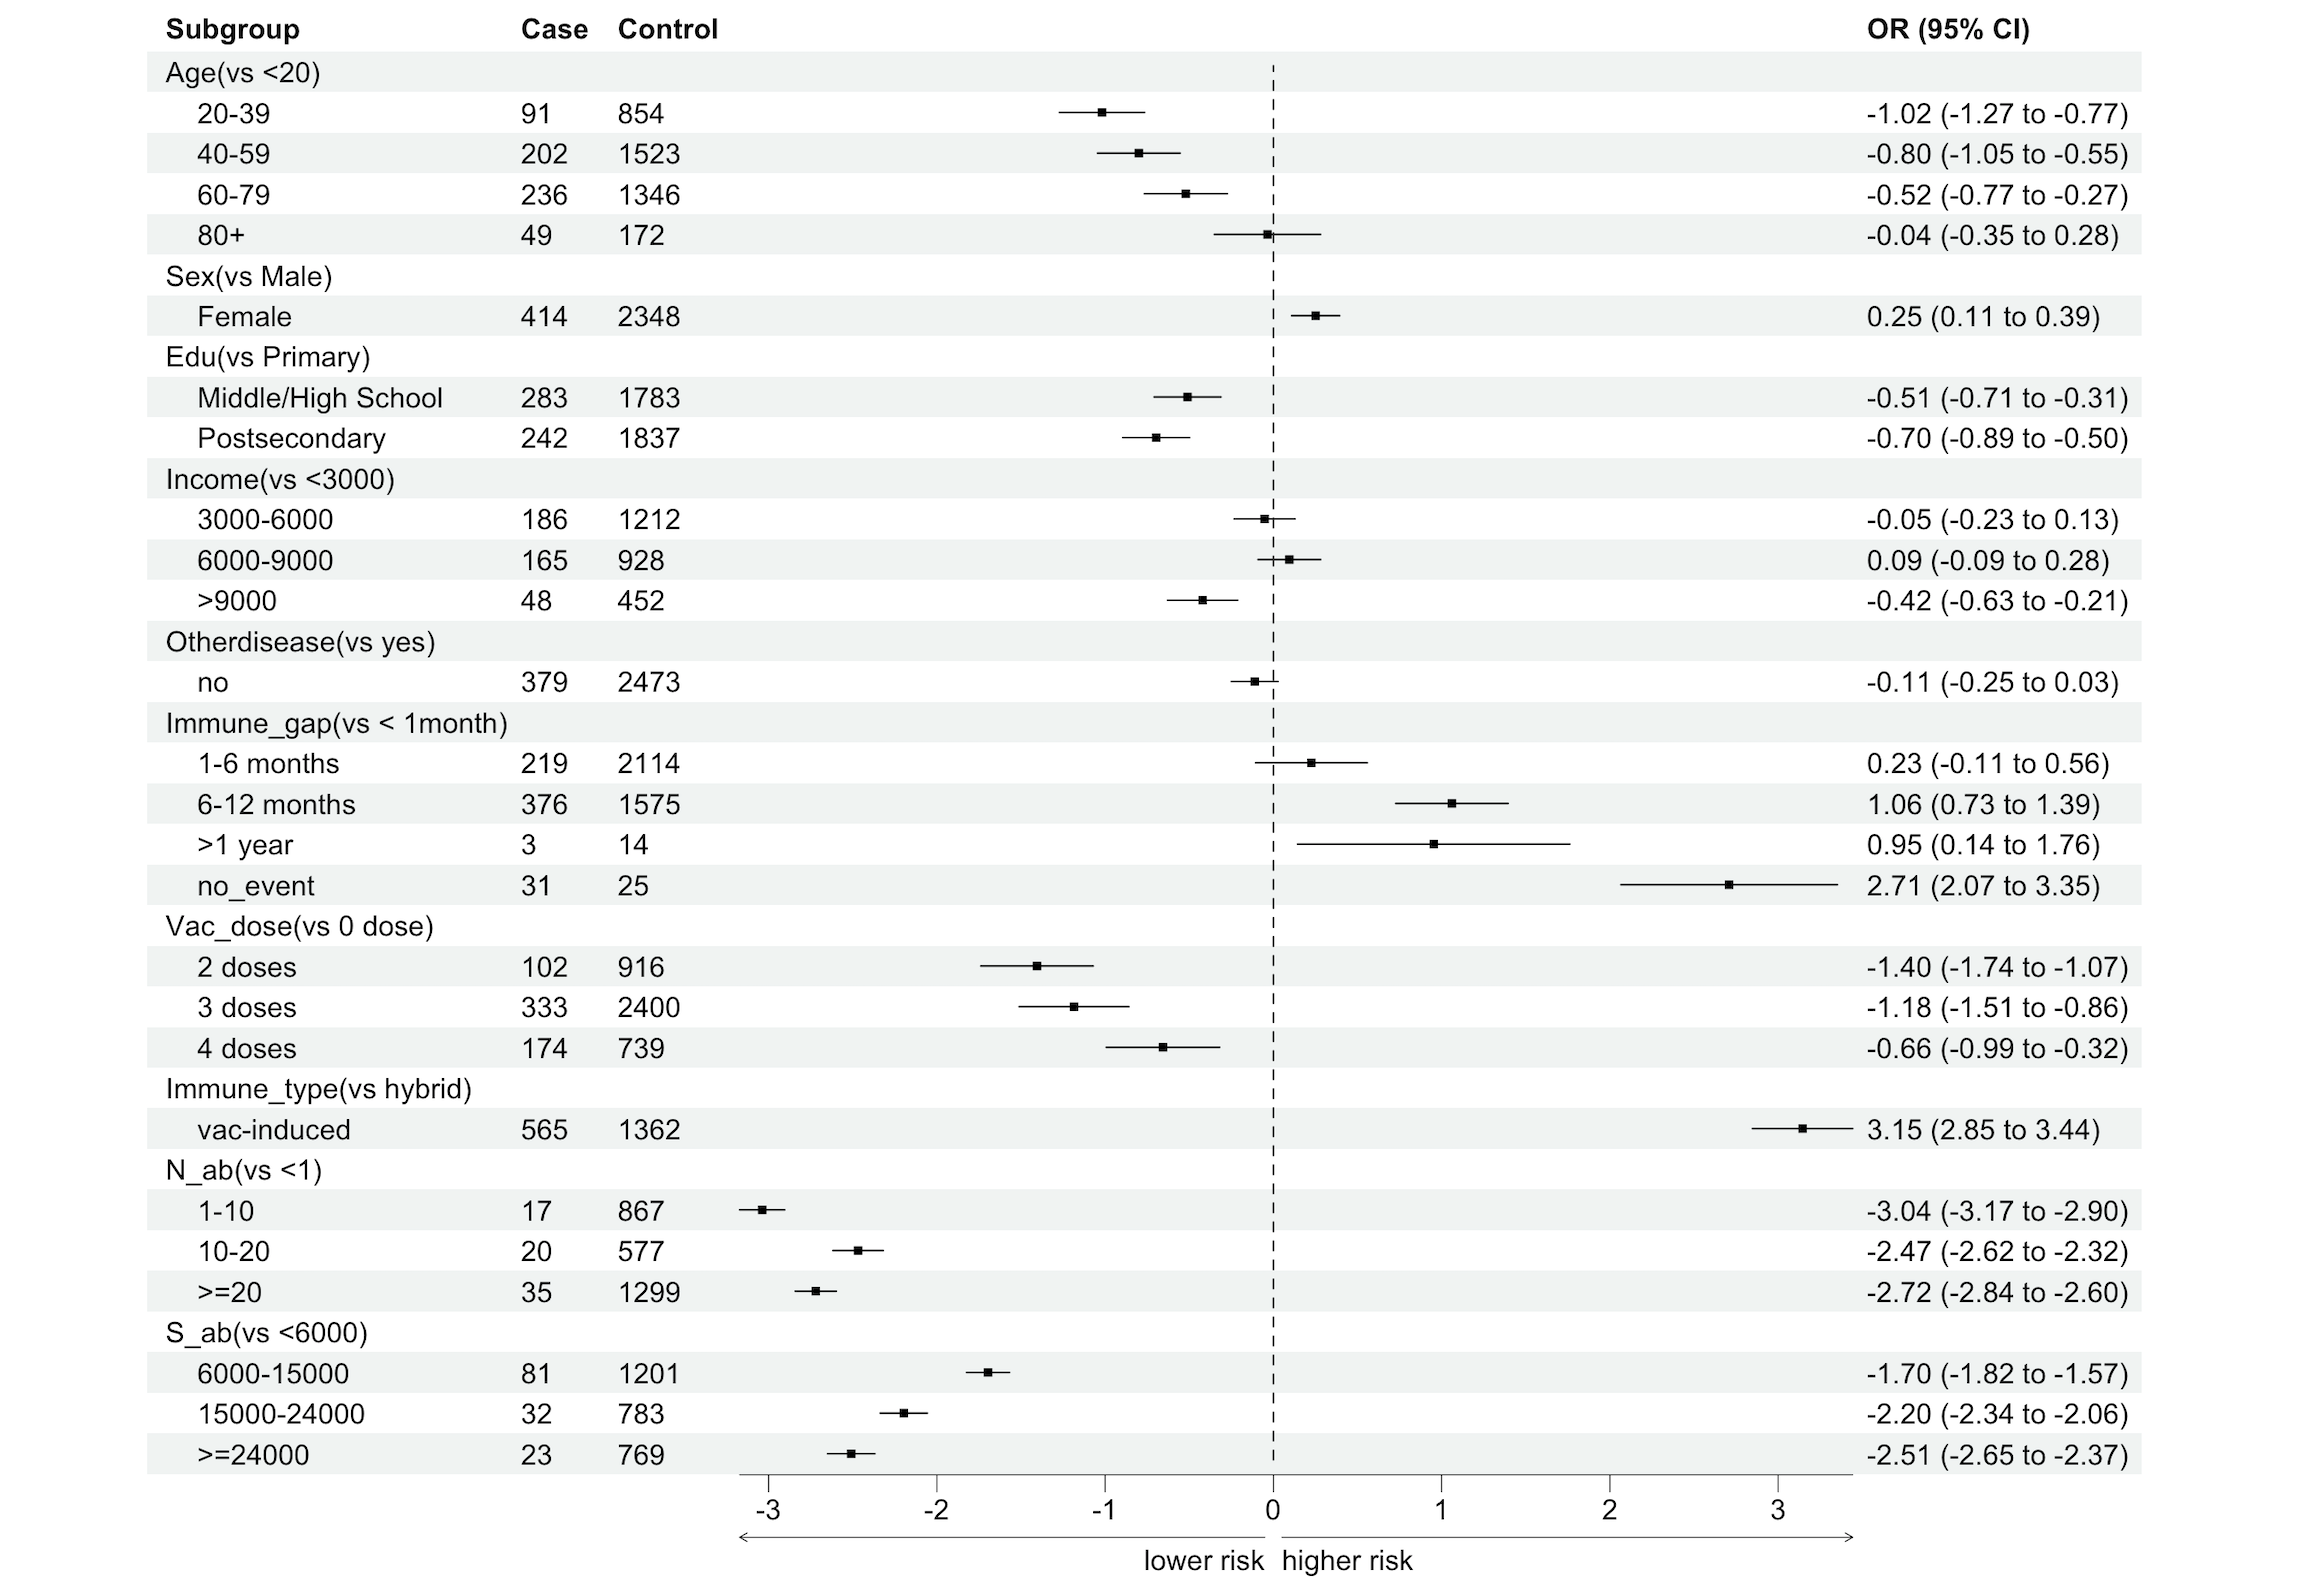 Subgroup Case Control OR (95% CI)
Age(vs <20)
20-39 91 854 -1.02 (-1.27 to -0.77)
40-59 202 1523 -0.80 (-1.05 to -0.55)
60-79 236 1346 -0.52 (-0.77 to -0.27)
80+ 49 172 -0.04 (-0.35 to 0.28)
Sex(vs Male)
Female 414 2348 0.25 (0.11 to 0.39)
Edu(vs Primary)
Middle/High School 283 1783 -0.51 (-0.71 to -0.31)
Postsecondary 242 1837 -0.70 (-0.89 to -0.50)
Income(vs <3000)
3000-6000 186 1212 -0.05 (-0.23 to 0.13)
6000-9000 165 928 0.09 (-0.09 to 0.28)
>9000 48 452 -0.42 (-0.63 to -0.21)
Otherdisease(vs yes)
no 379 2473 -0.11 (-0.25 to 0.03)
Immune_gap(vs < 1month)
1-6 months 219 2114 0.23 (-0.11 to 0.56)
6-12 months 376 1575 1.06 (0.73 to 1.39)
>1 year 3 14 0.95 (0.14 to 1.76)
no_event 31 25 2.71 (2.07 to 3.35)
Vac_dose(vs 0 dose)
2 doses 102 916 -1.40 (-1.74 to -1.07)
3 doses 333 2400 -1.18 (-1.51 to -0.86)
4 doses 174 739 -0.66 (-0.99 to -0.32)
Immune_type(vs hybrid)
vac-induced 565 1362 3.15 (2.85 to 3.44)
N_ab(vs <1)
1-10 17 867 -3.04 (-3.17 to -2.90)
10-20 20 577 -2.47 (-2.62 to -2.32)
>=20 35 1299 -2.72 (-2.84 to -2.60)
S_ab(vs <6000)
6000-15000 81 1201 -1.70 (-1.82 to -1.57)
15000-24000 32 783 -2.20 (-2.34 to -2.06)
>=24000 23 769 -2.51 (-2.65 to -2.37)
-3 -2 -1 0 1 2 3
lower risk higher risk